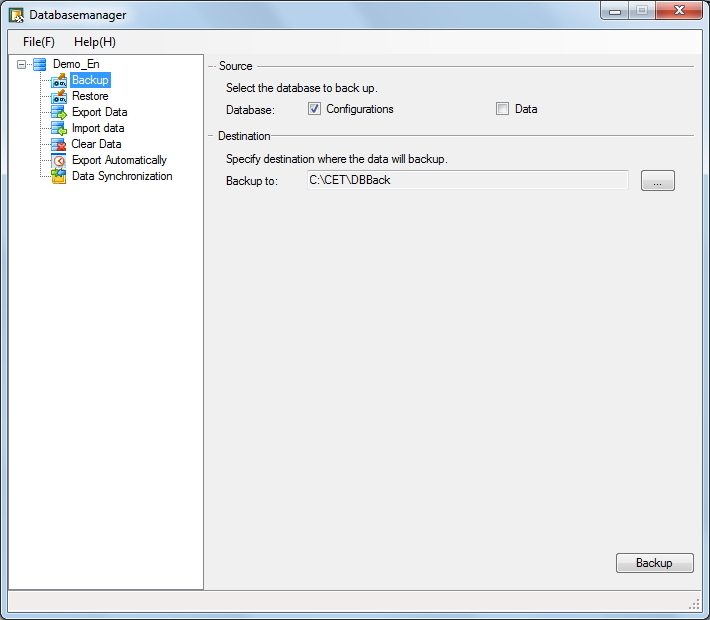 Databasemanager
File(F) Help(H)
Demo_En
Backup
Restore
Export Data
Import data
Clear Data
Export Automatically
Data Synchronization
Source
Select the database to back up.
Database: Configurations Data
Destination
Specify destination where the data will backup.
Backup to: C:\CET\DBBack ...
Backup